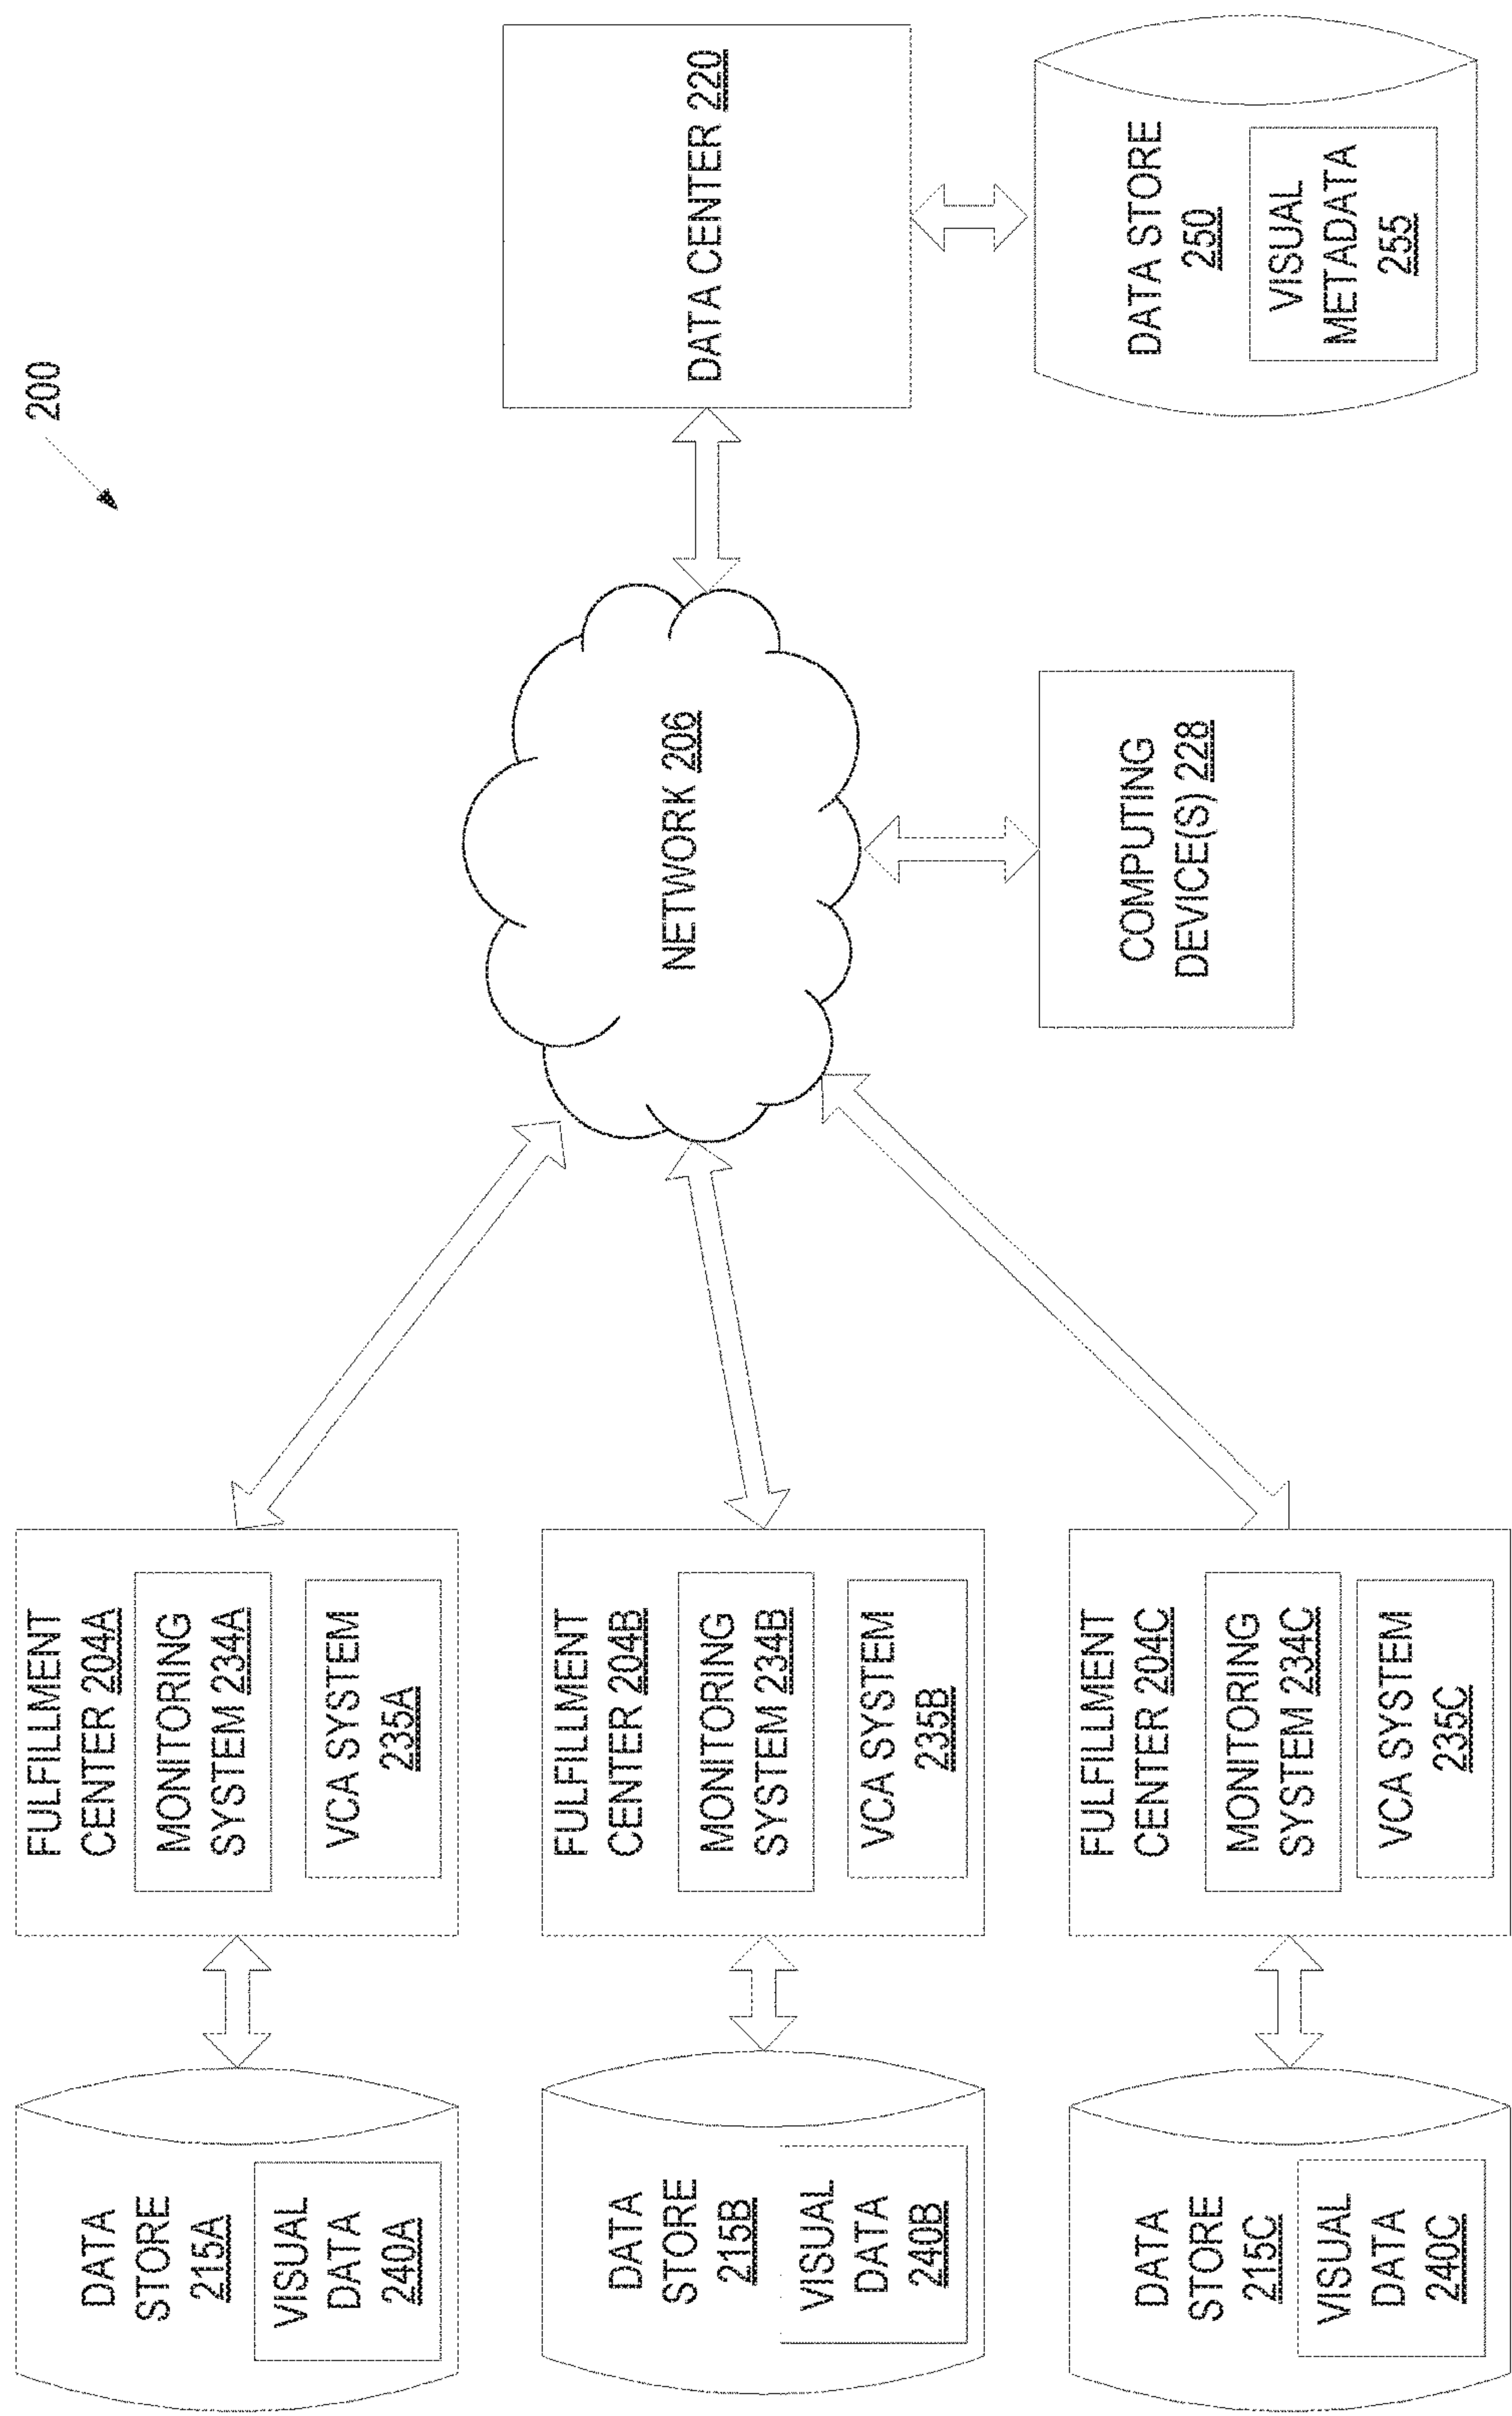 200
DATA
STORE
215A
VISUAL
DATA
240A
FULFILLMENT
CENTER 204A
MONITORING
SYSTEM 234A
VCA SYSTEM
235A
DATA
STORE
215B
VISUAL
DATA
240B
FULFILLMENT
CENTER 204B
MONITORING
SYSTEM 234B
VCA SYSTEM
235B
DATA
STORE
215C
VISUAL
DATA
240C
FULFILLMENT
CENTER 204C
MONITORING
SYSTEM 234C
VCA SYSTEM
235C
NETWORK 206
COMPUTING
DEVICE(S) 228
DATA CENTER 220
DATA STORE
250
VISUAL
METADATA
255